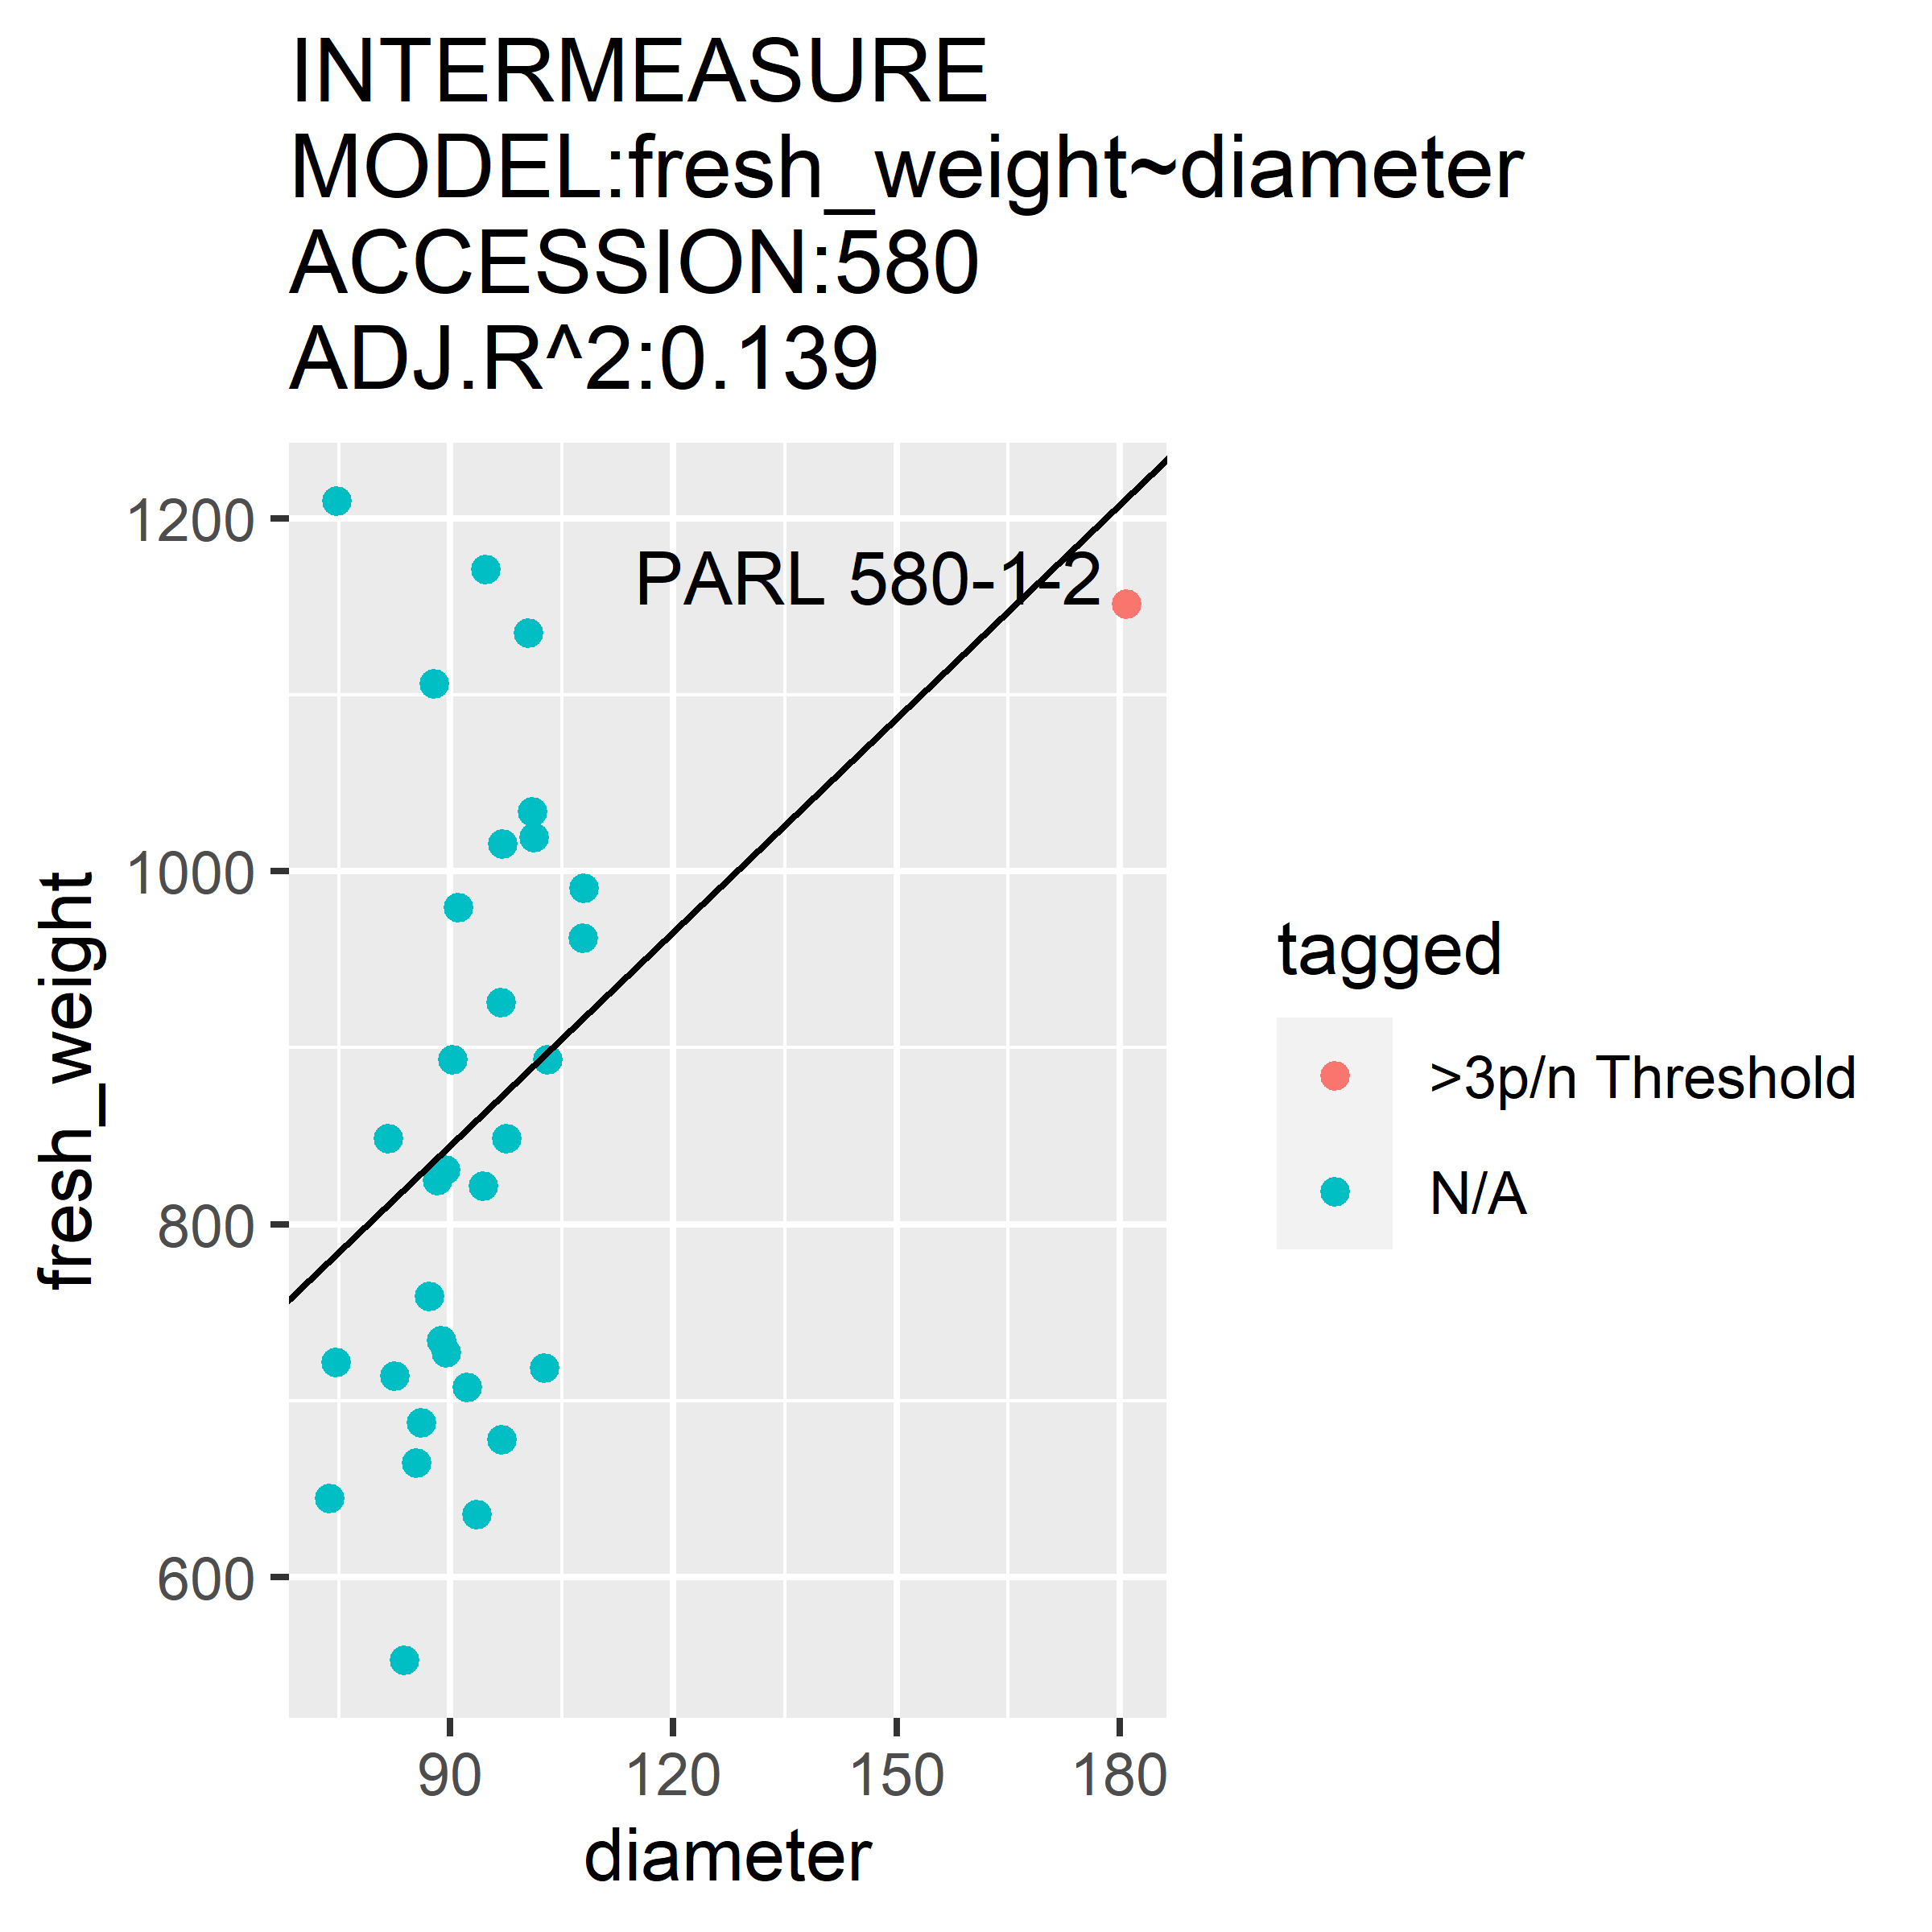 INTERMEASURE
MODEL:fresh_weight~diameter
ACCESSION:580
ADJ.R^2:0.139
1200
1000
800
600
fresh_weight
PARL 580-1-2
90 120 150 180
diameter
tagged
>3p/n Threshold
N/A